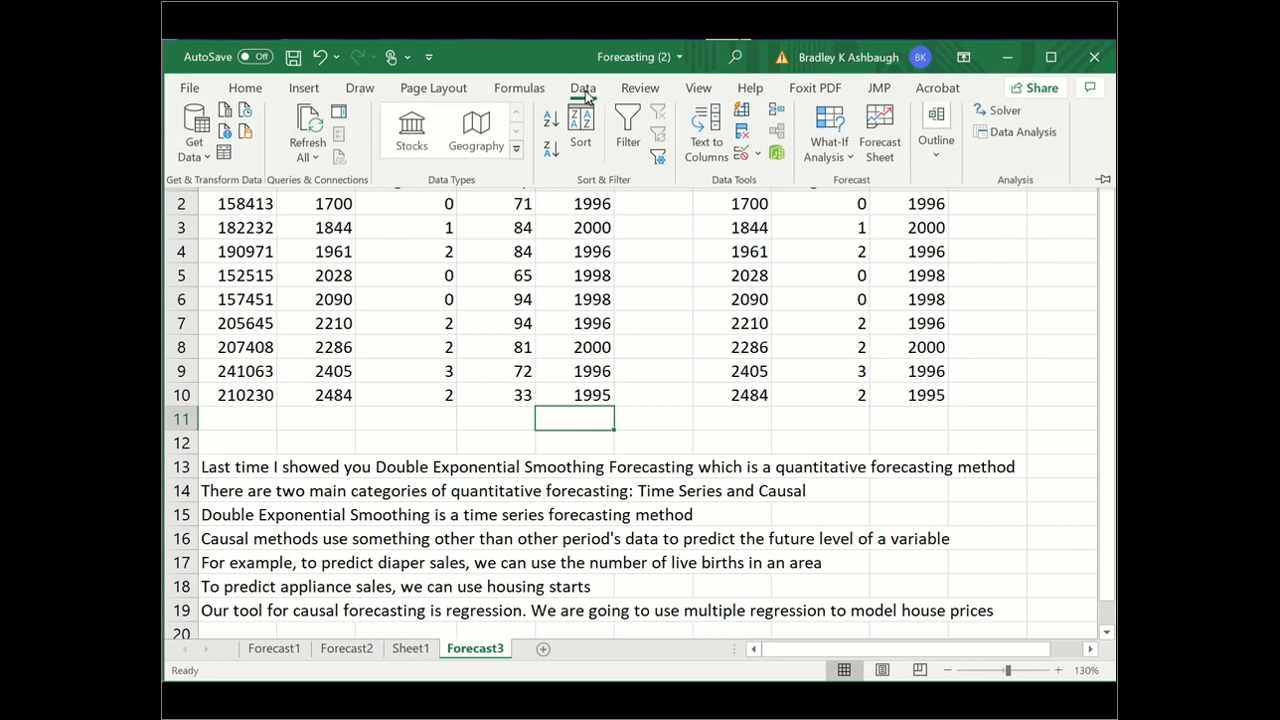 AutoSave Off Forecasting (2) Bradley K Ashbaugh BK
File Home Insert Draw Page Layout Formulas Data Review View Help Foxit PDF JMP Acrobat Share
Get Data Refresh All Stocks Geography Sort Filter Text to Columns What-If Analysis Forecast Sheet Outline Solver Data Analysis
Get & Transform Data Queries & Connections Data Types Sort & Filter Data Tools Forecast Analysis
2 158413 1700 0 71 1996 1700 0 1996
3 182232 1844 1 84 2000 1844 1 2000
4 190971 1961 2 84 1996 1961 2 1996
5 152515 2028 0 65 1998 2028 0 1998
6 157451 2090 0 94 1998 2090 0 1998
7 205645 2210 2 94 1996 2210 2 1996
8 207408 2286 2 81 2000 2286 2 2000
9 241063 2405 3 72 1996 2405 3 1996
10 210230 2484 2 33 1995 2484 2 1995
11
12
13 Last time I showed you Double Exponential Smoothing Forecasting which is a quantitative forecasting method
14 There are two main categories of quantitative forecasting: Time Series and Causal
15 Double Exponential Smoothing is a time series forecasting method
16 Causal methods use something other than other period's data to predict the future level of a variable
17 For example, to predict diaper sales, we can use the number of live births in an area
18 To predict appliance sales, we can use housing starts
19 Our tool for causal forecasting is regression. We are going to use multiple regression to model house prices
20
Forecast1 Forecast2 Sheet1 Forecast3
Ready 130%